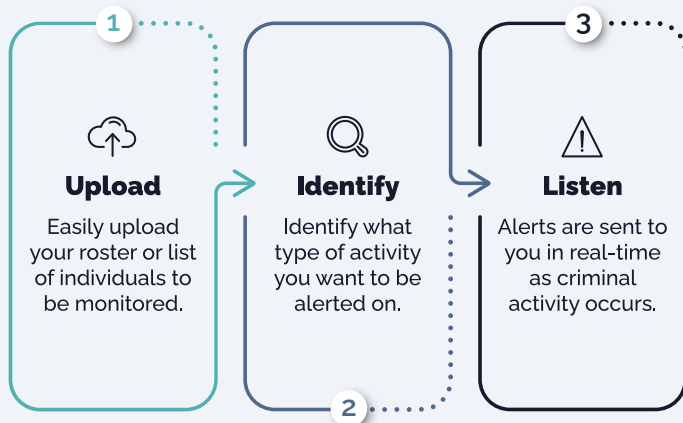 1
Upload
Easily upload
your roster or list
of individuals to
be monitored.
2
Identify
Identify what
type of activity
you want to be
alerted on.
3
Listen
Alerts are sent to
you in real-time
as criminal
activity occurs.